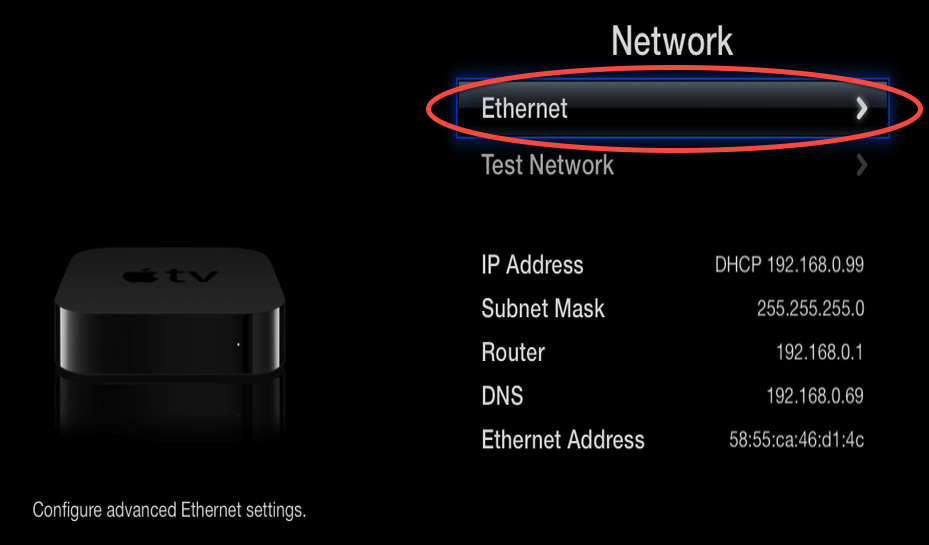 Network
Ethernet
Test Network
tv
IP Address DHCP 192.168.0.99
Subnet Mask 255.255.255.0
Router 192.168.0.1
DNS 192.168.0.69
Ethernet Address 58:55:ca:46:d1:4c
Configure advanced Ethernet settings.